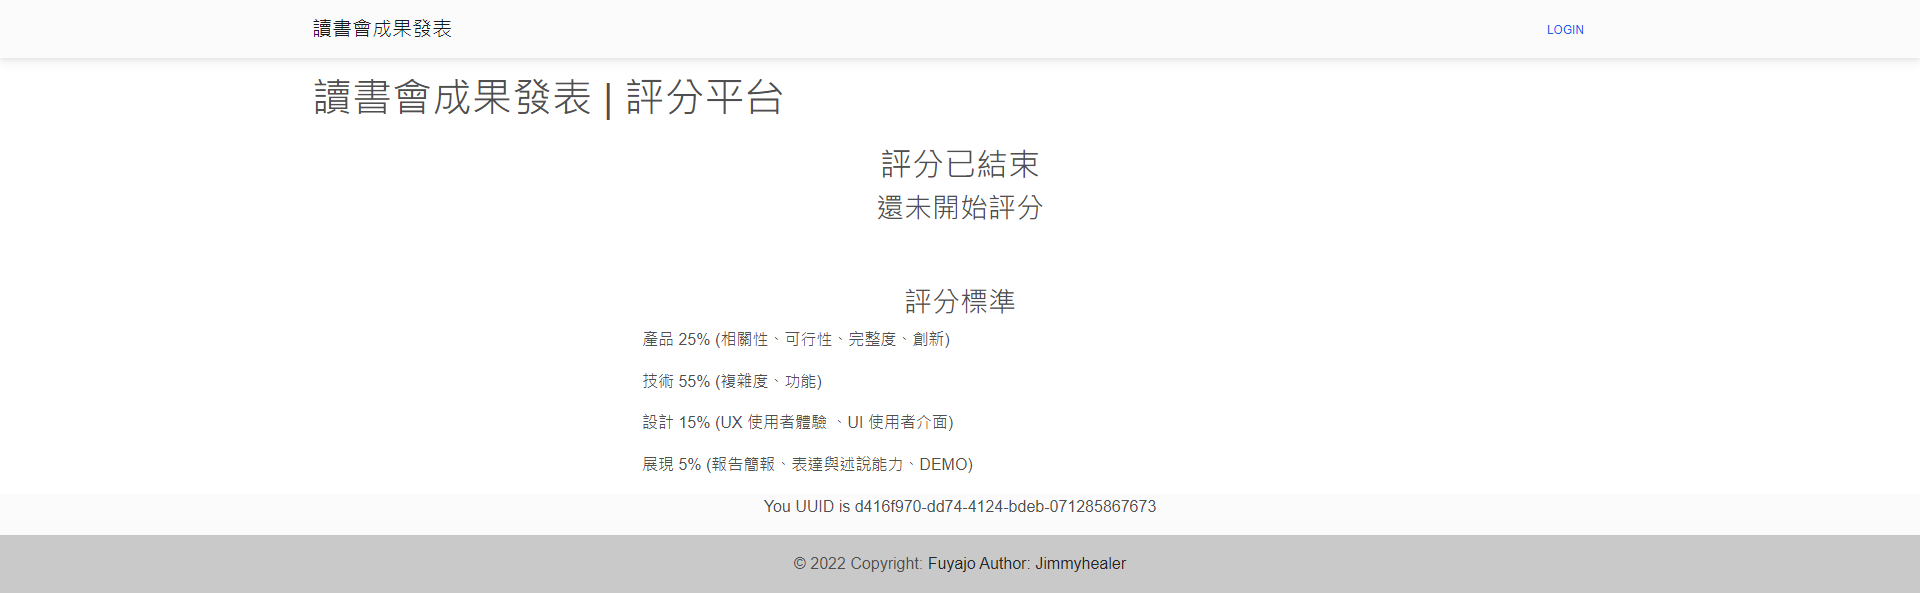 讀書會成果發表
LOGIN
讀書會成果發表 | 評分平台
評分已結束
還未開始評分
評分標準
產品 25% (相關性、可行性、完整度、創新)
技術 55% (複雜度、功能)
設計 15% (UX 使用者體驗 、UI 使用者介面)
展現 5% (報告簡報、表達與述說能力、DEMO)
You UUID is d416f970-dd74-4124-bdeb-071285867673
© 2022 Copyright: Fuyajo Author: Jimmyhealer